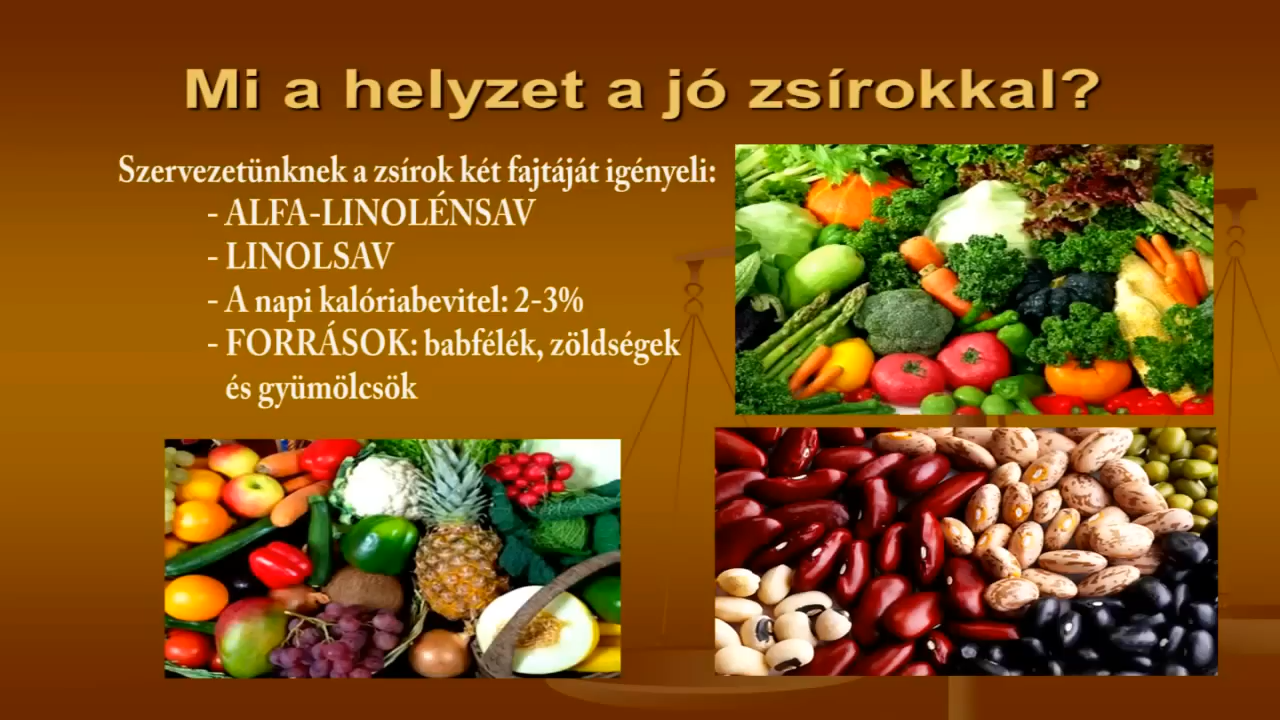 Mi a helyzet a jó zsírokkal?
Szervezetünknek a zsírok két fajtáját igényeli:
- ALFA-LINOLÉNSAV
- LINOLSAV
- A napi kalóriabevitel: 2-3%
- FORRÁSOK: babfélék, zöldségek
és gyümölcsök